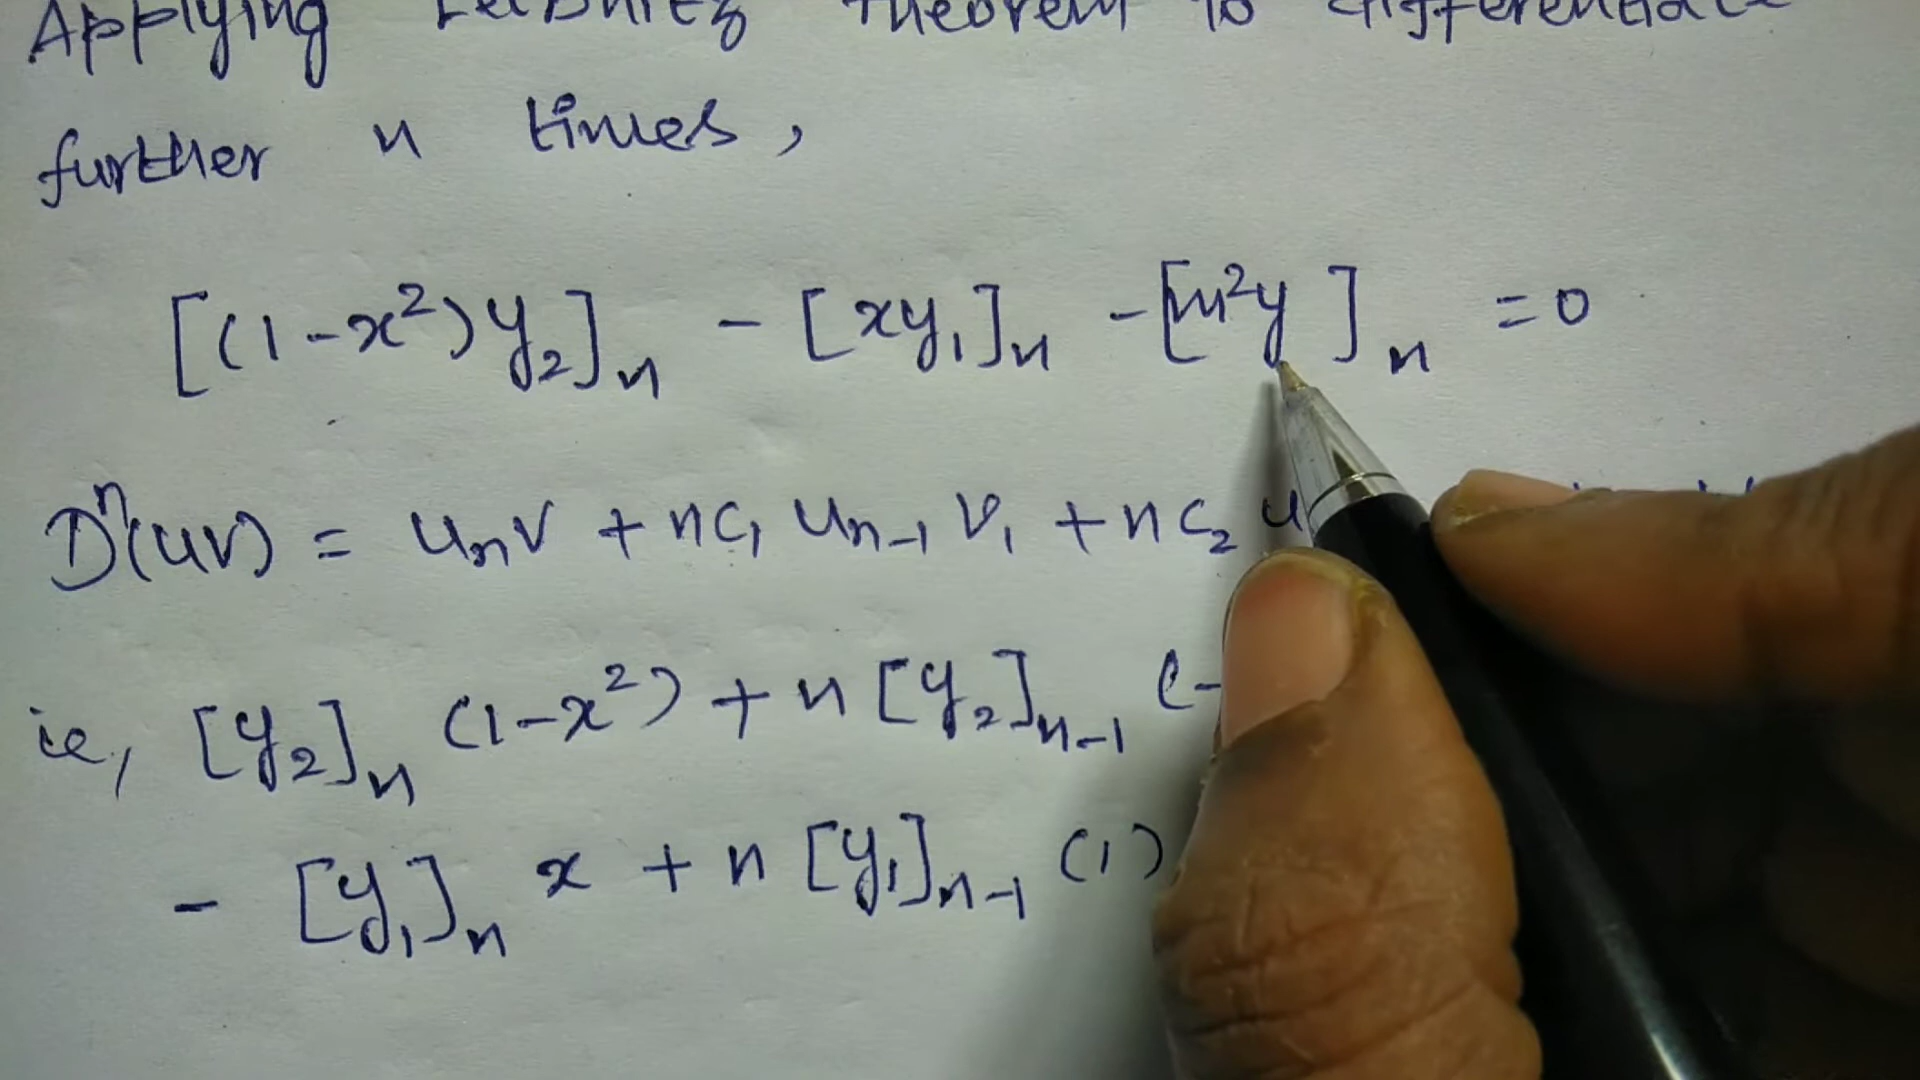 Applying Leibnitz theorem to differentiate
further n times,
[(1-x²)y₂]ₙ - [xy₁]ₙ - [m²y]ₙ = 0
Dⁿ(uv) = uₙv + nc₁ uₙ₋₁ v₁ + nc₂ u
ie, [y₂]ₙ (1-x²) + n [y₂]ₙ₋₁ (-
- [y₁]ₙ x + n [y₁]ₙ₋₁ (1)